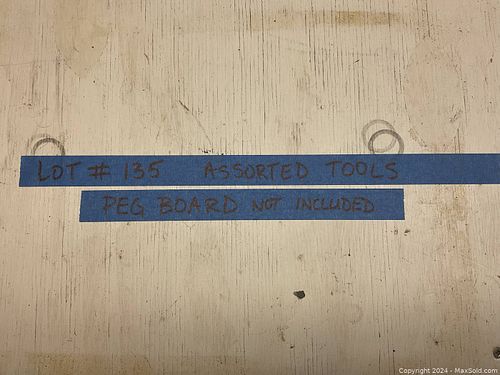 LOT # 135 ASSORTED TOOLS
PEG BOARD NOT INCLUDED
Copyright 2024 - MaxSold.com